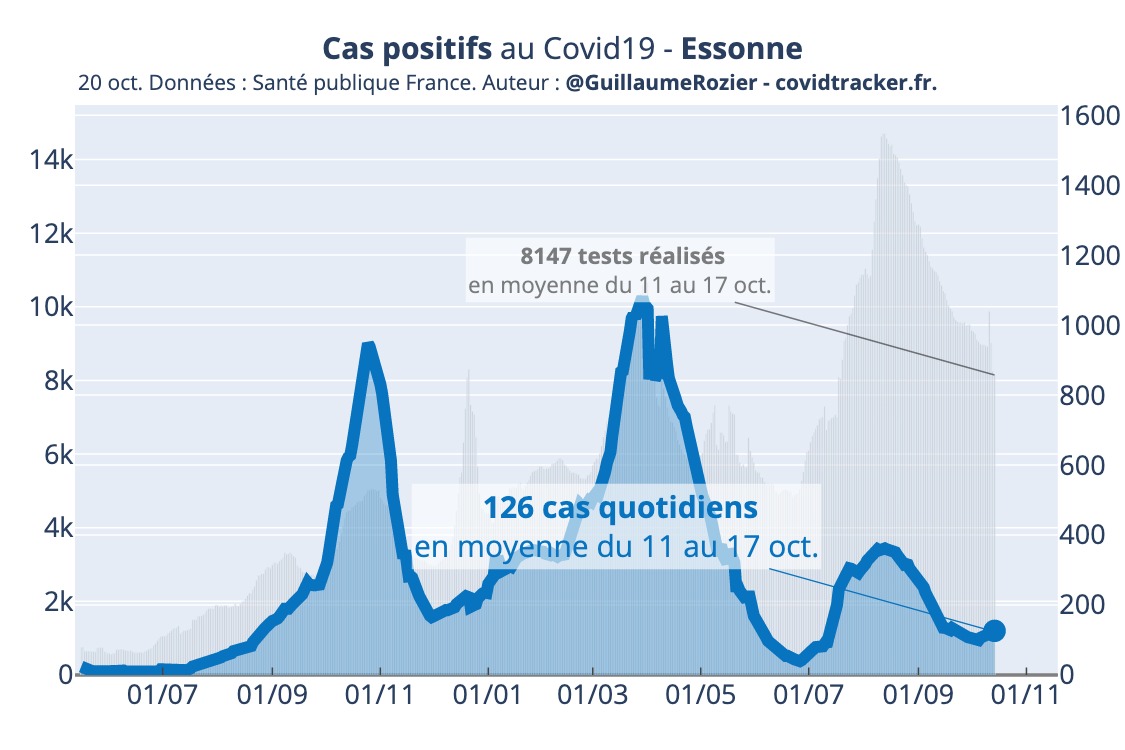 Cas positifs au Covid19 - Essonne
20 oct. Données : Santé publique France. Auteur : @GuillaumeRozier - covidtracker.fr.
1600
14k
1400
12k
1200
8147 tests réalisés
en moyenne du 11 au 17 oct.
10k
1000
8k
800
6k
600
126 cas quotidiens
4k
400
en moyenne du 11 au 17 oct.
2k
200
0
0
01/07 01/09 01/11 01/01 01/03 01/05 01/07 01/09 01/11